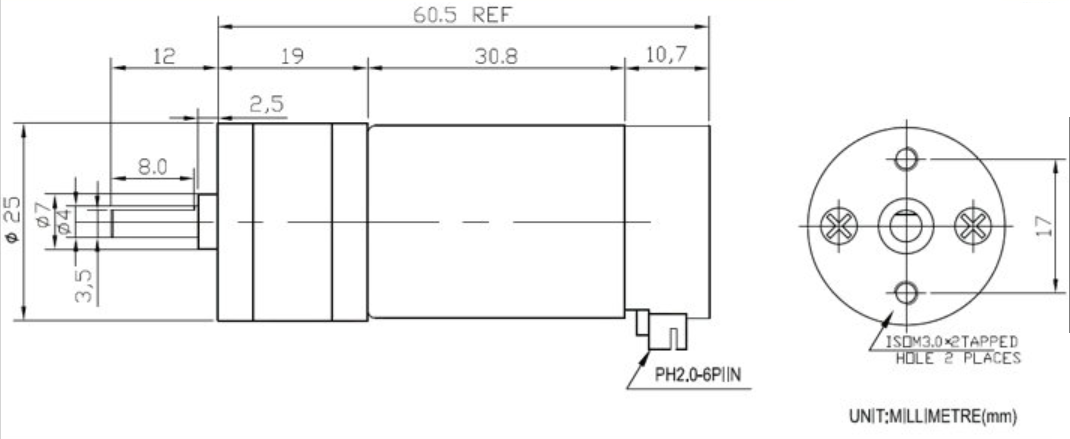 60.5 REF
12
19
30.8
10,7
2,5
8.0
ϕ 25
ϕ7
ϕ4
3,5
17
ISOM3.0×2TAPPED
HOLE 2 PLACES
PH2.0-6PIIN
UNIT:MILLIMETRE(mm)